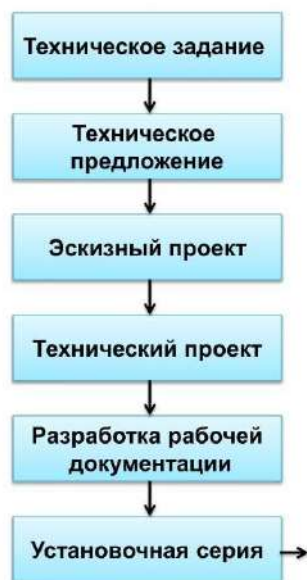 Техническое задание
Техническое
предложение
Эскизный проект
Технический проект
Разработка рабочей
документации
Установочная серия